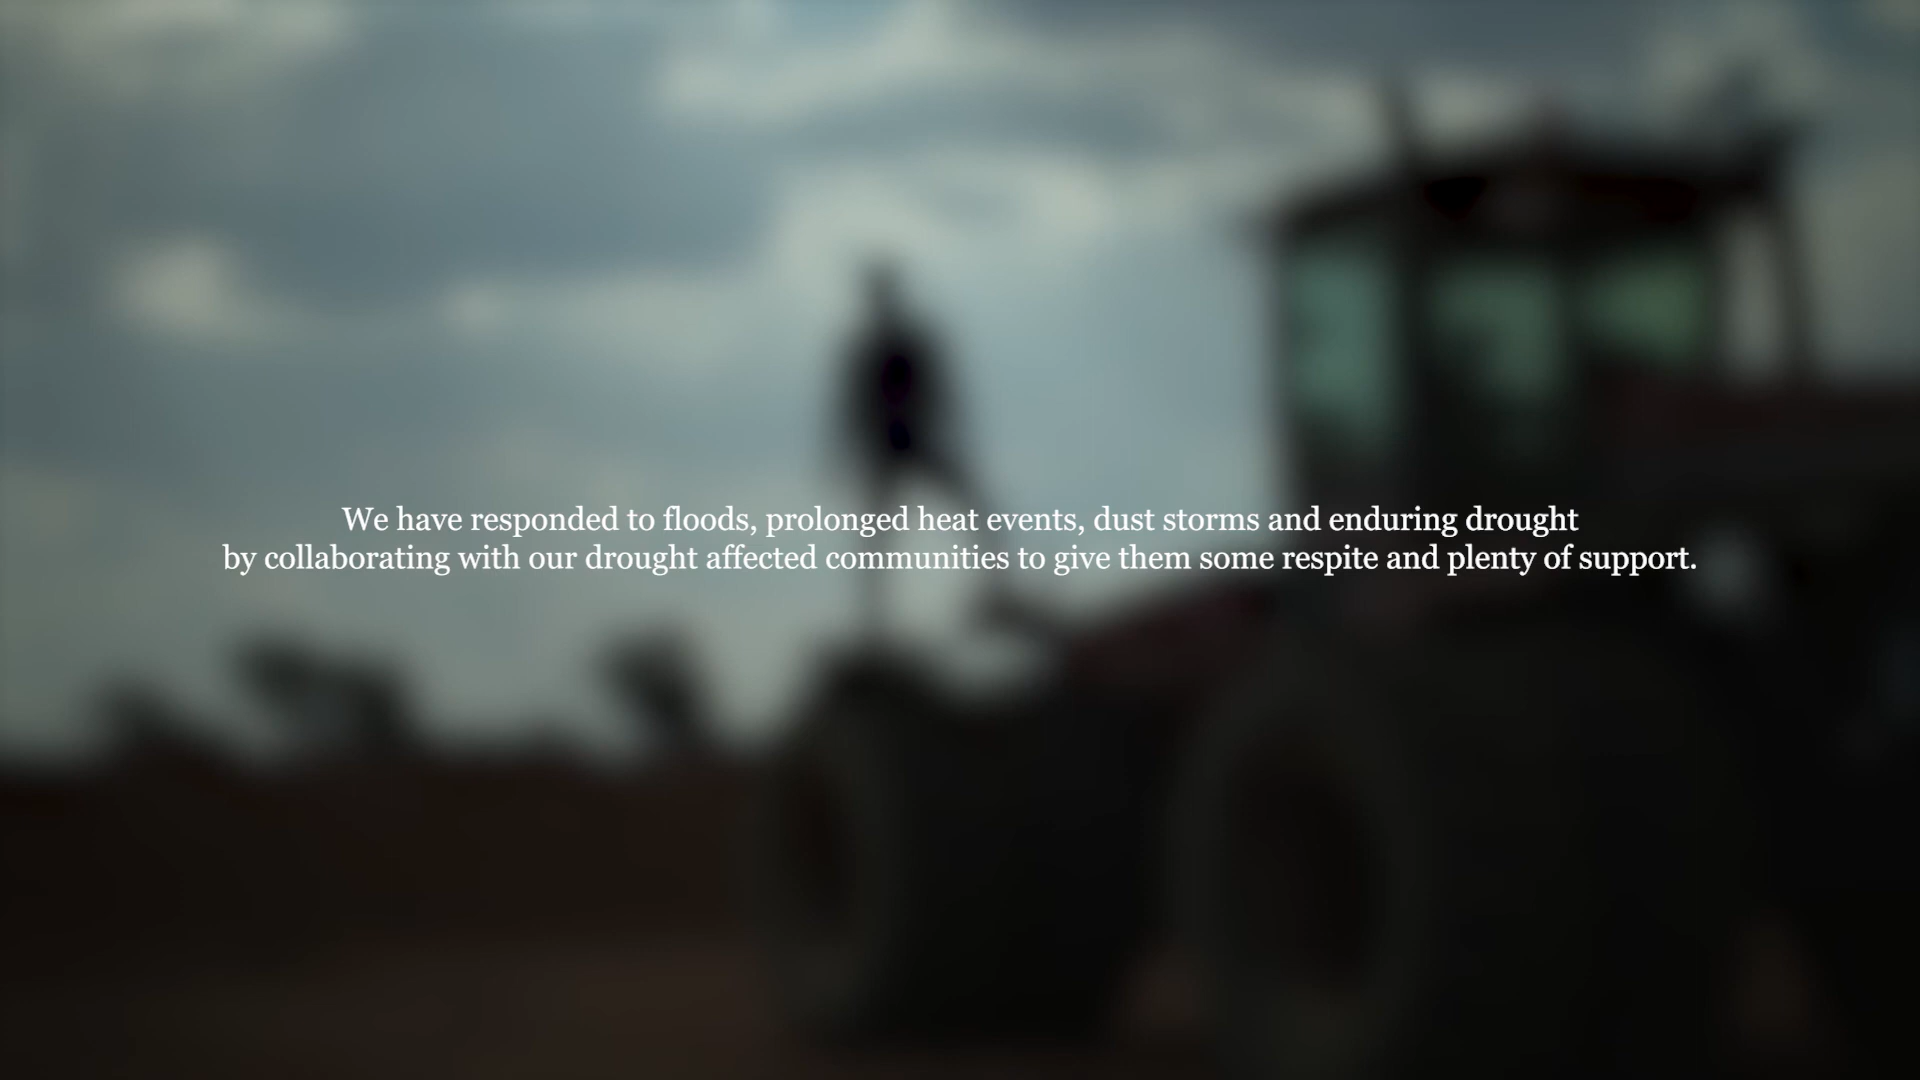 We have responded to floods, prolonged heat events, dust storms and enduring drought
by collaborating with our drought affected communities to give them some respite and plenty of support.